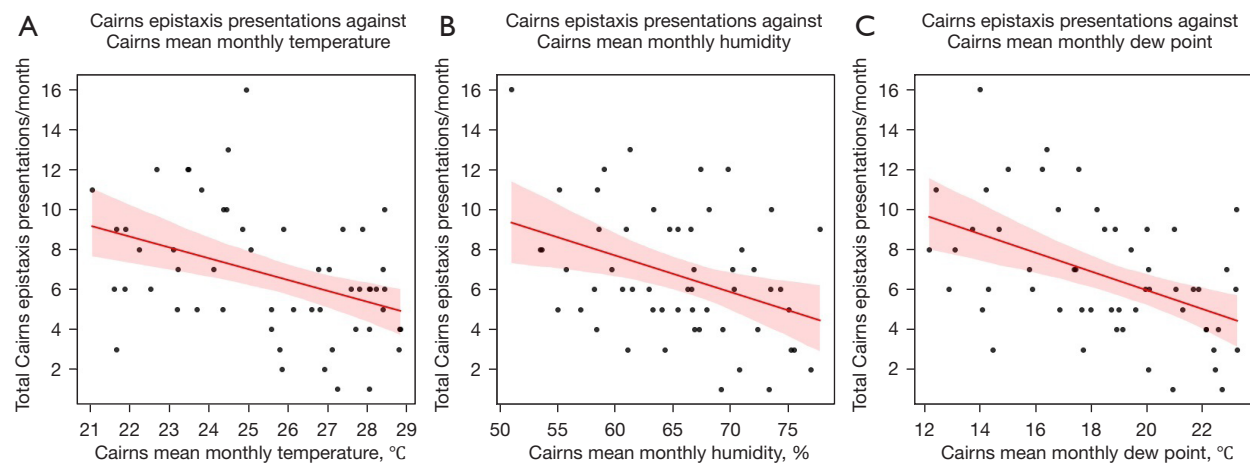 A
Cairns epistaxis presentations against
Cairns mean monthly temperature
Total Cairns epistaxis presentations/month
16
14
12
10
8
6
4
2
21 22 23 24 25 26 27 28 29
Cairns mean monthly temperature, °C
B
Cairns epistaxis presentations against
Cairns mean monthly humidity
Total Cairns epistaxis presentations/month
16
14
12
10
8
6
4
2
50 55 60 65 70 75
Cairns mean monthly humidity, %
C
Cairns epistaxis presentations against
Cairns mean monthly dew point
Total Cairns epistaxis presentations/month
16
14
12
10
8
6
4
2
12 14 16 18 20 22
Cairns mean monthly dew point, °C